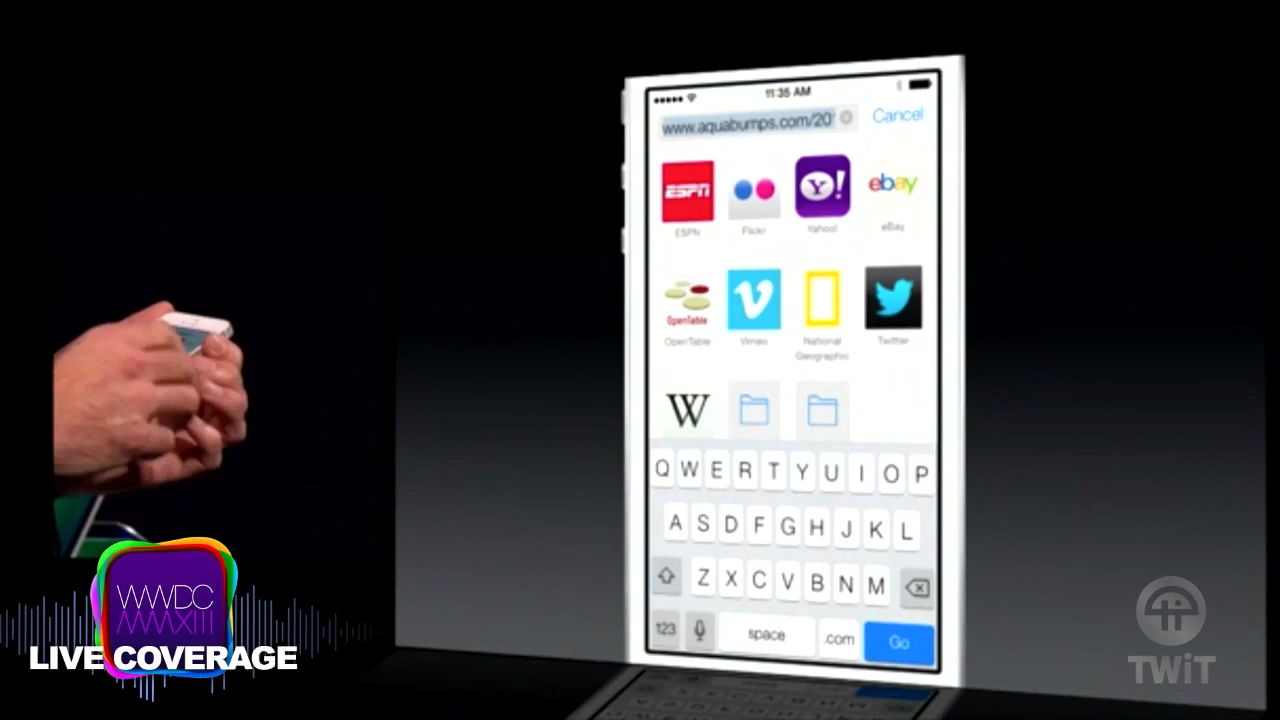 11:35 AM
www.aquabumps.com/20
Cancel
ESPN
Y!
ebay
ESPN
Flickr
Yahoo!
eBay
OpenTable
OpenTable
Vimeo
National
Geographic
Twitter
W
Q W E R T Y U I O P
A S D F G H J K L
Z X C V B N M
123
space
.com
Go
WWDC
MMXIII
LIVE COVERAGE
TWiT